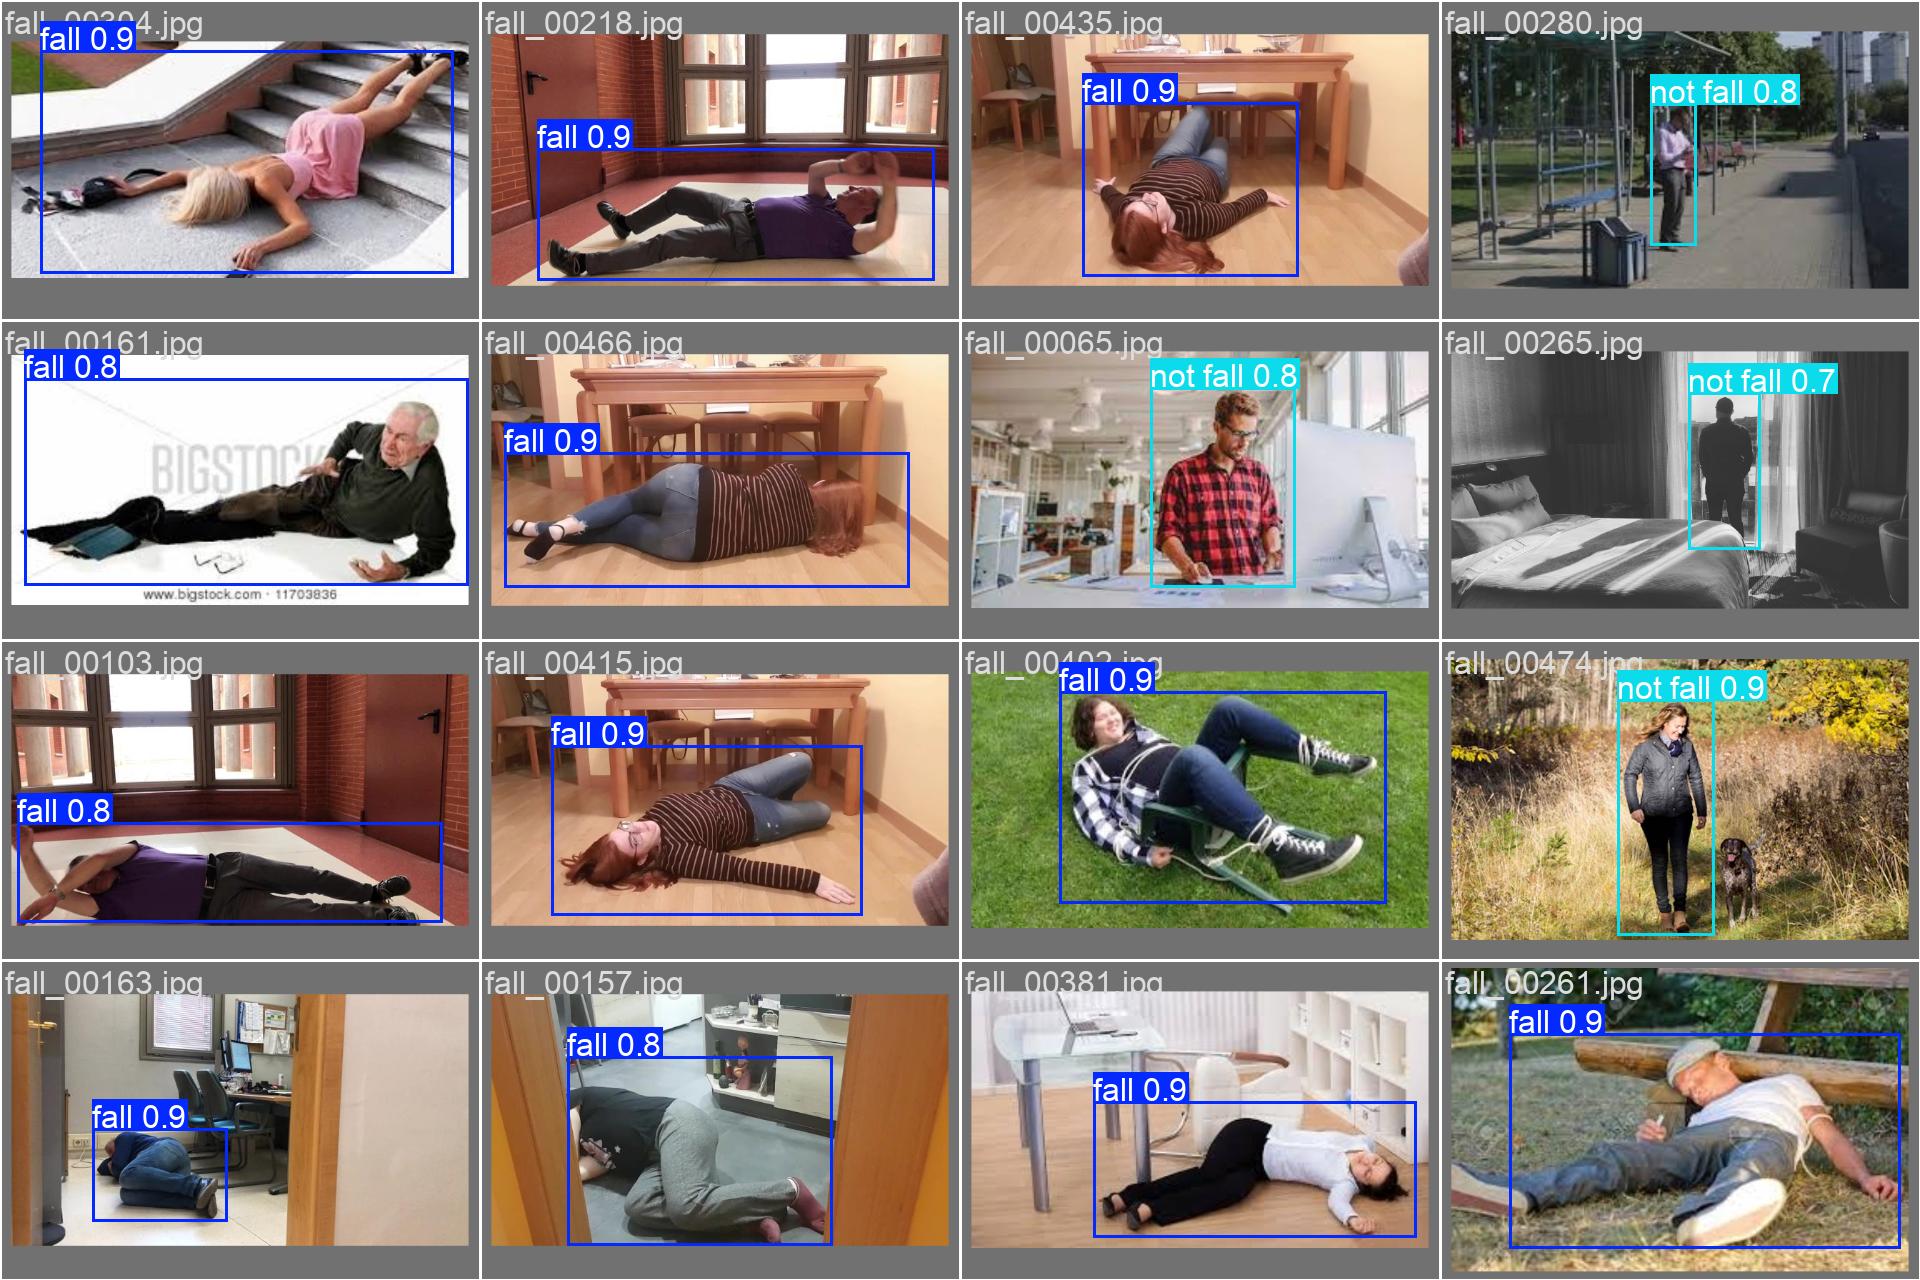 fall_00304.jpg
fall 0.9
fall_00218.jpg
fall 0.9
fall_00435.jpg
fall 0.9
fall_00280.jpg
not fall 0.8
fall_00161.jpg
fall 0.8
BIGSTOCK
www.bigstock.com · 11703836
fall_00466.jpg
fall 0.9
fall_00065.jpg
not fall 0.8
fall_00265.jpg
not fall 0.7
fall_00103.jpg
fall 0.8
fall_00415.jpg
fall 0.9
fall_00402.jpg
fall 0.9
fall_00474.jpg
not fall 0.9
fall_00163.jpg
fall 0.9
fall_00157.jpg
fall 0.8
fall_00381.jpg
fall 0.9
fall_00261.jpg
fall 0.9